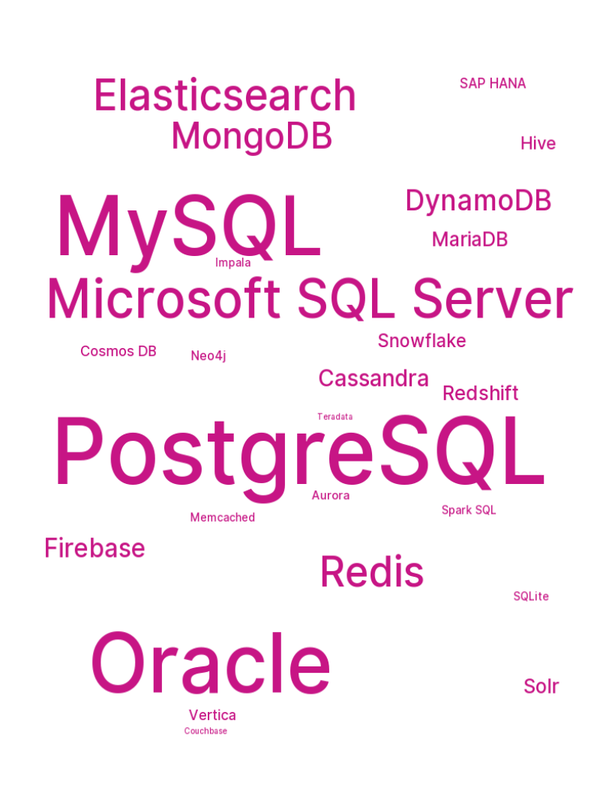 SAP HANA
Elasticsearch
MongoDB
Hive
DynamoDB
MySQL
MariaDB
Impala
Microsoft SQL Server
Snowflake
Cosmos DB
Neo4j
Cassandra
Redshift
Teradata
PostgreSQL
Aurora
Spark SQL
Memcached
Firebase
Redis
SQLite
Oracle
Solr
Vertica
Couchbase